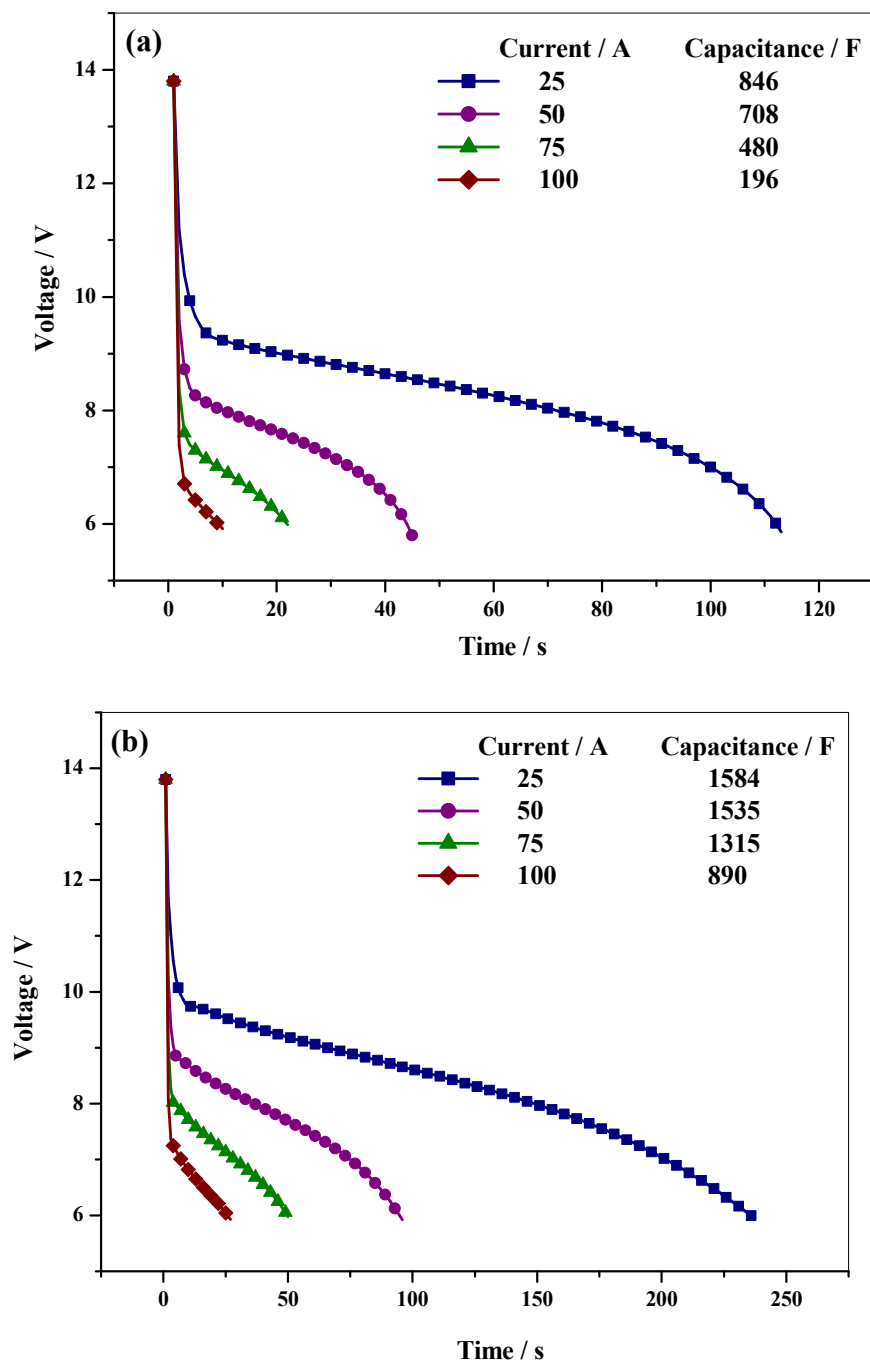 (a)
Current / A Capacitance / F
25 846
50 708
75 480
100 196
14
12
10
8
6
Voltage / V
0 20 40 60 80 100 120
Time / s
(b)
Current / A Capacitance / F
25 1584
50 1535
75 1315
100 890
14
12
10
8
6
Voltage / V
0 50 100 150 200 250
Time / s